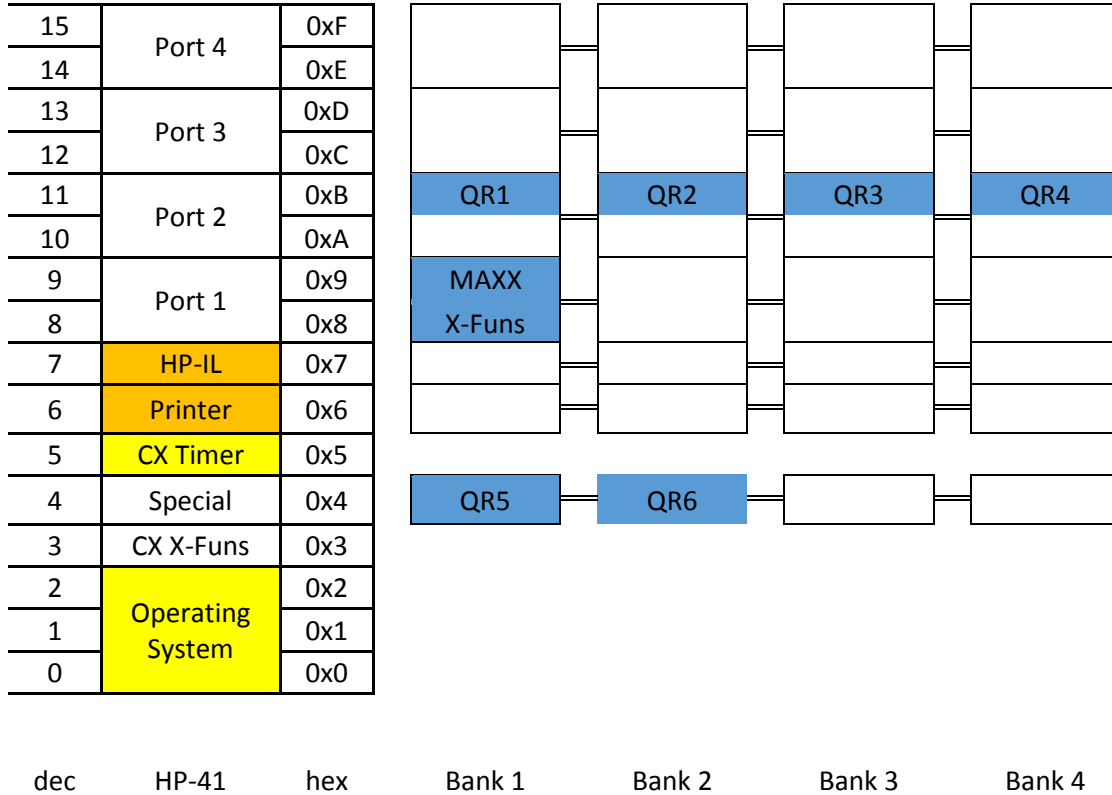 15 Port 4 0xF
14 0xE
13 Port 3 0xD
12 0xC
11 Port 2 0xB QR1 QR2 QR3 QR4
10 0xA
9 Port 1 0x9 MAXX
8 0x8 X-Funs
7 HP-IL 0x7
6 Printer 0x6
5 CX Timer 0x5
4 Special 0x4 QR5 QR6
3 CX X-Funs 0x3
2 Operating 0x2
1 System 0x1
0 0x0
dec HP-41 hex Bank 1 Bank 2 Bank 3 Bank 4